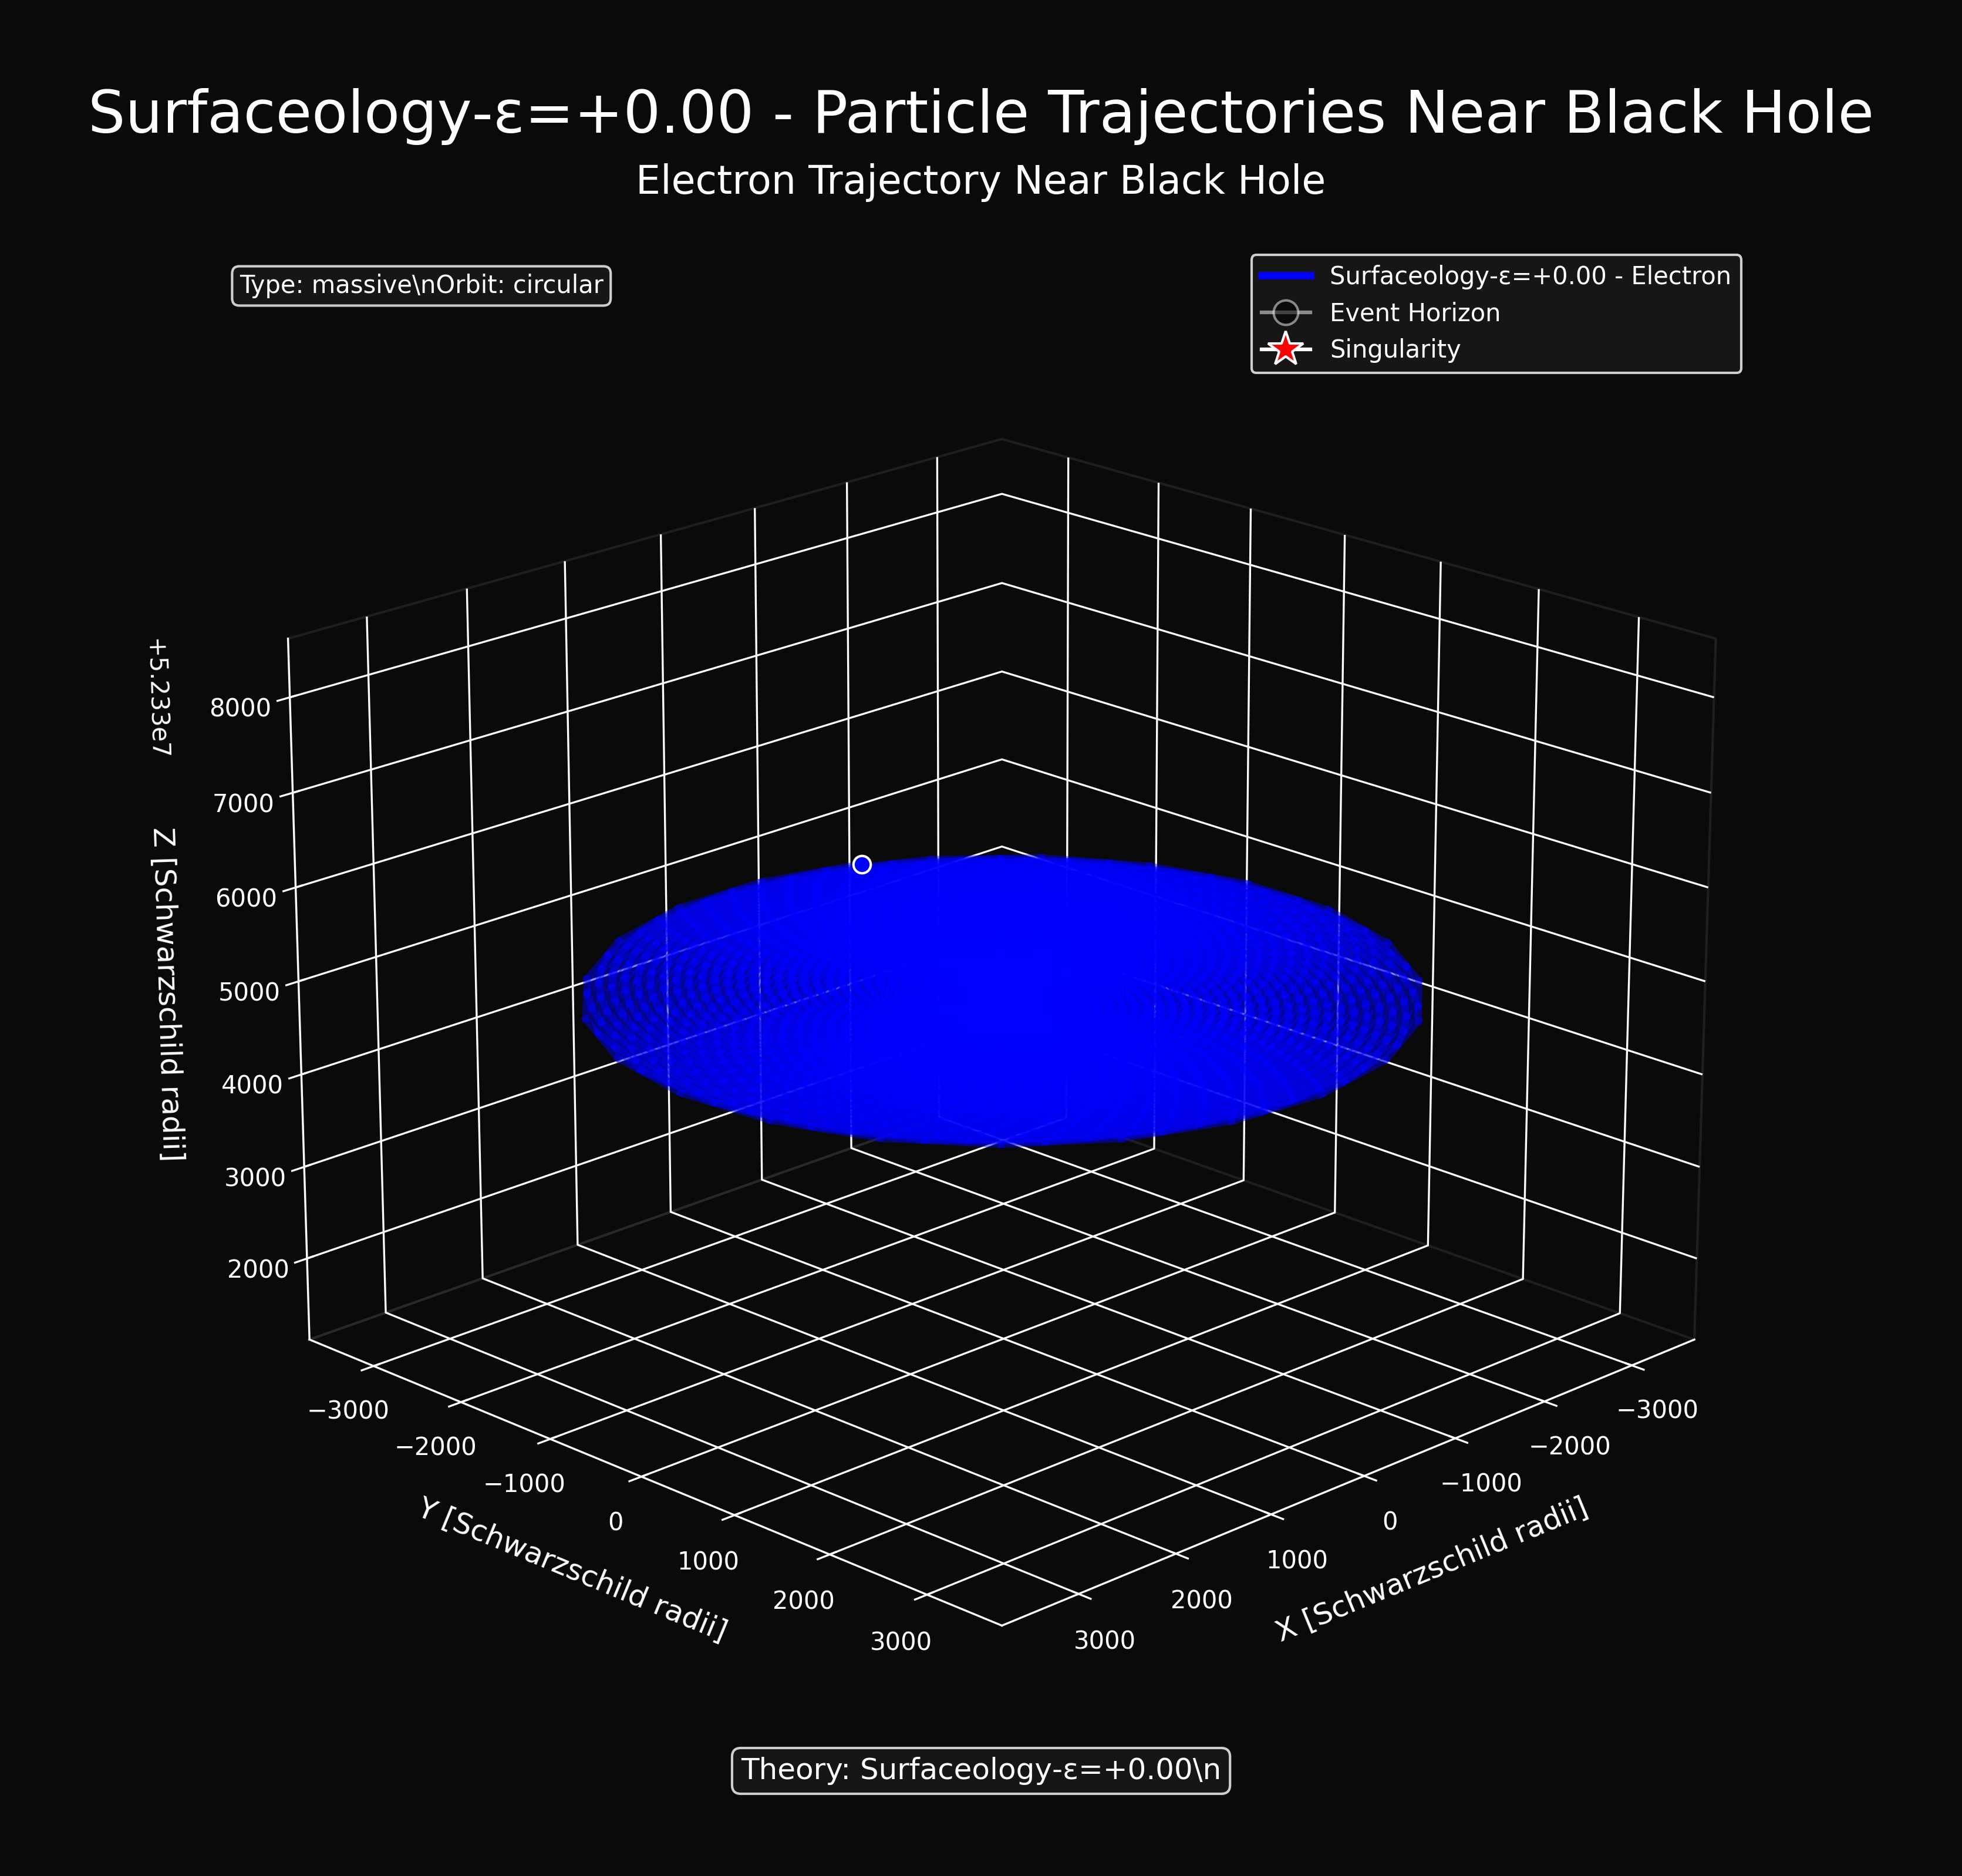 Surfaceology-ε=+0.00 - Particle Trajectories Near Black Hole
Electron Trajectory Near Black Hole
Type: massive\nOrbit: circular
Surfaceology-ε=+0.00 - Electron
Event Horizon
Singularity
+5.233e7
Z [Schwarzschild radii]
8000
7000
6000
5000
4000
3000
2000
−3000
−2000
−1000
0
1000
2000
3000
Y [Schwarzschild radii]
−3000
−2000
−1000
0
1000
2000
3000
X [Schwarzschild radii]
Theory: Surfaceology-ε=+0.00\n